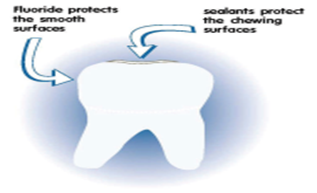 Fluoride protects
the smooth
surfaces
sealants protect
the chewing
surfaces